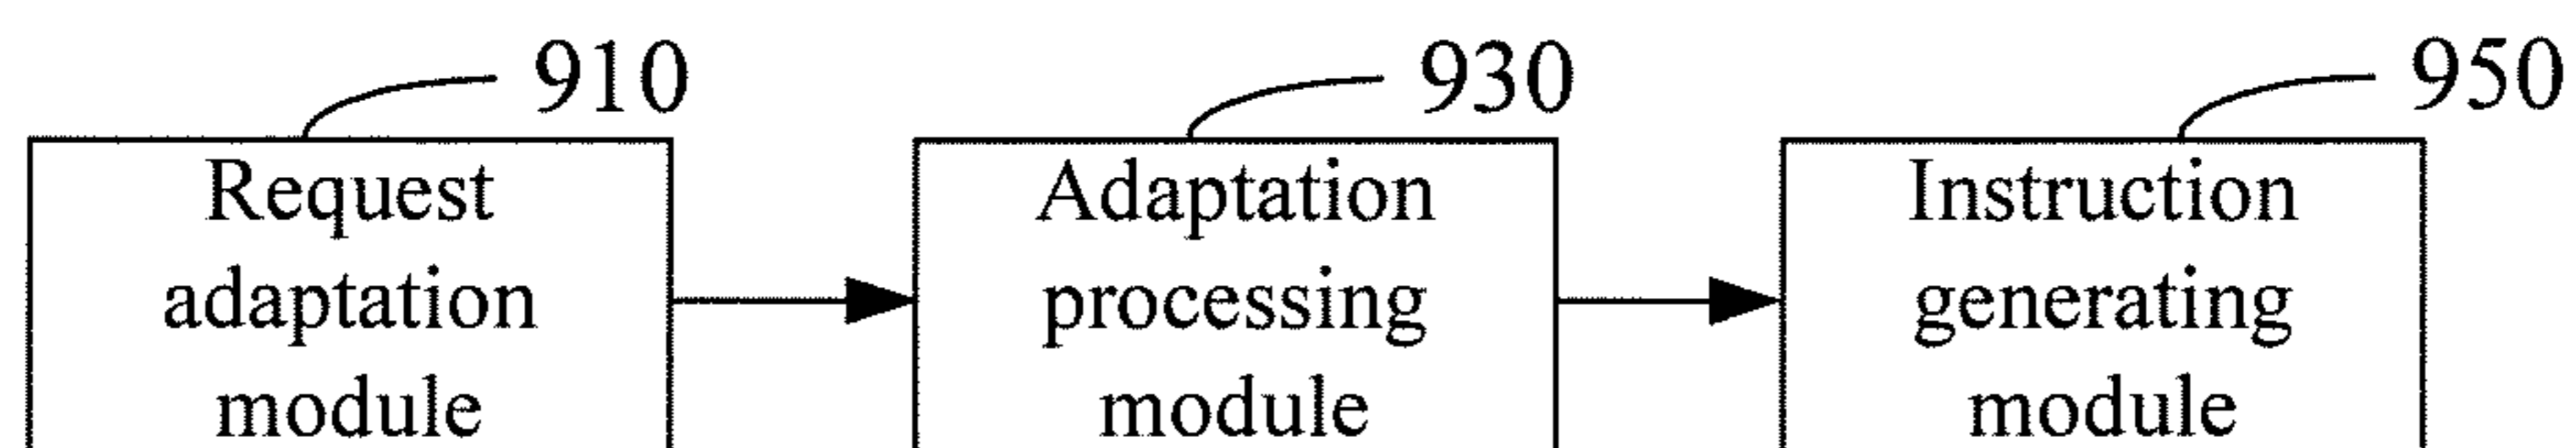 910
930
950
Request
adaptation
module
Adaptation
processing
module
Instruction
generating
module